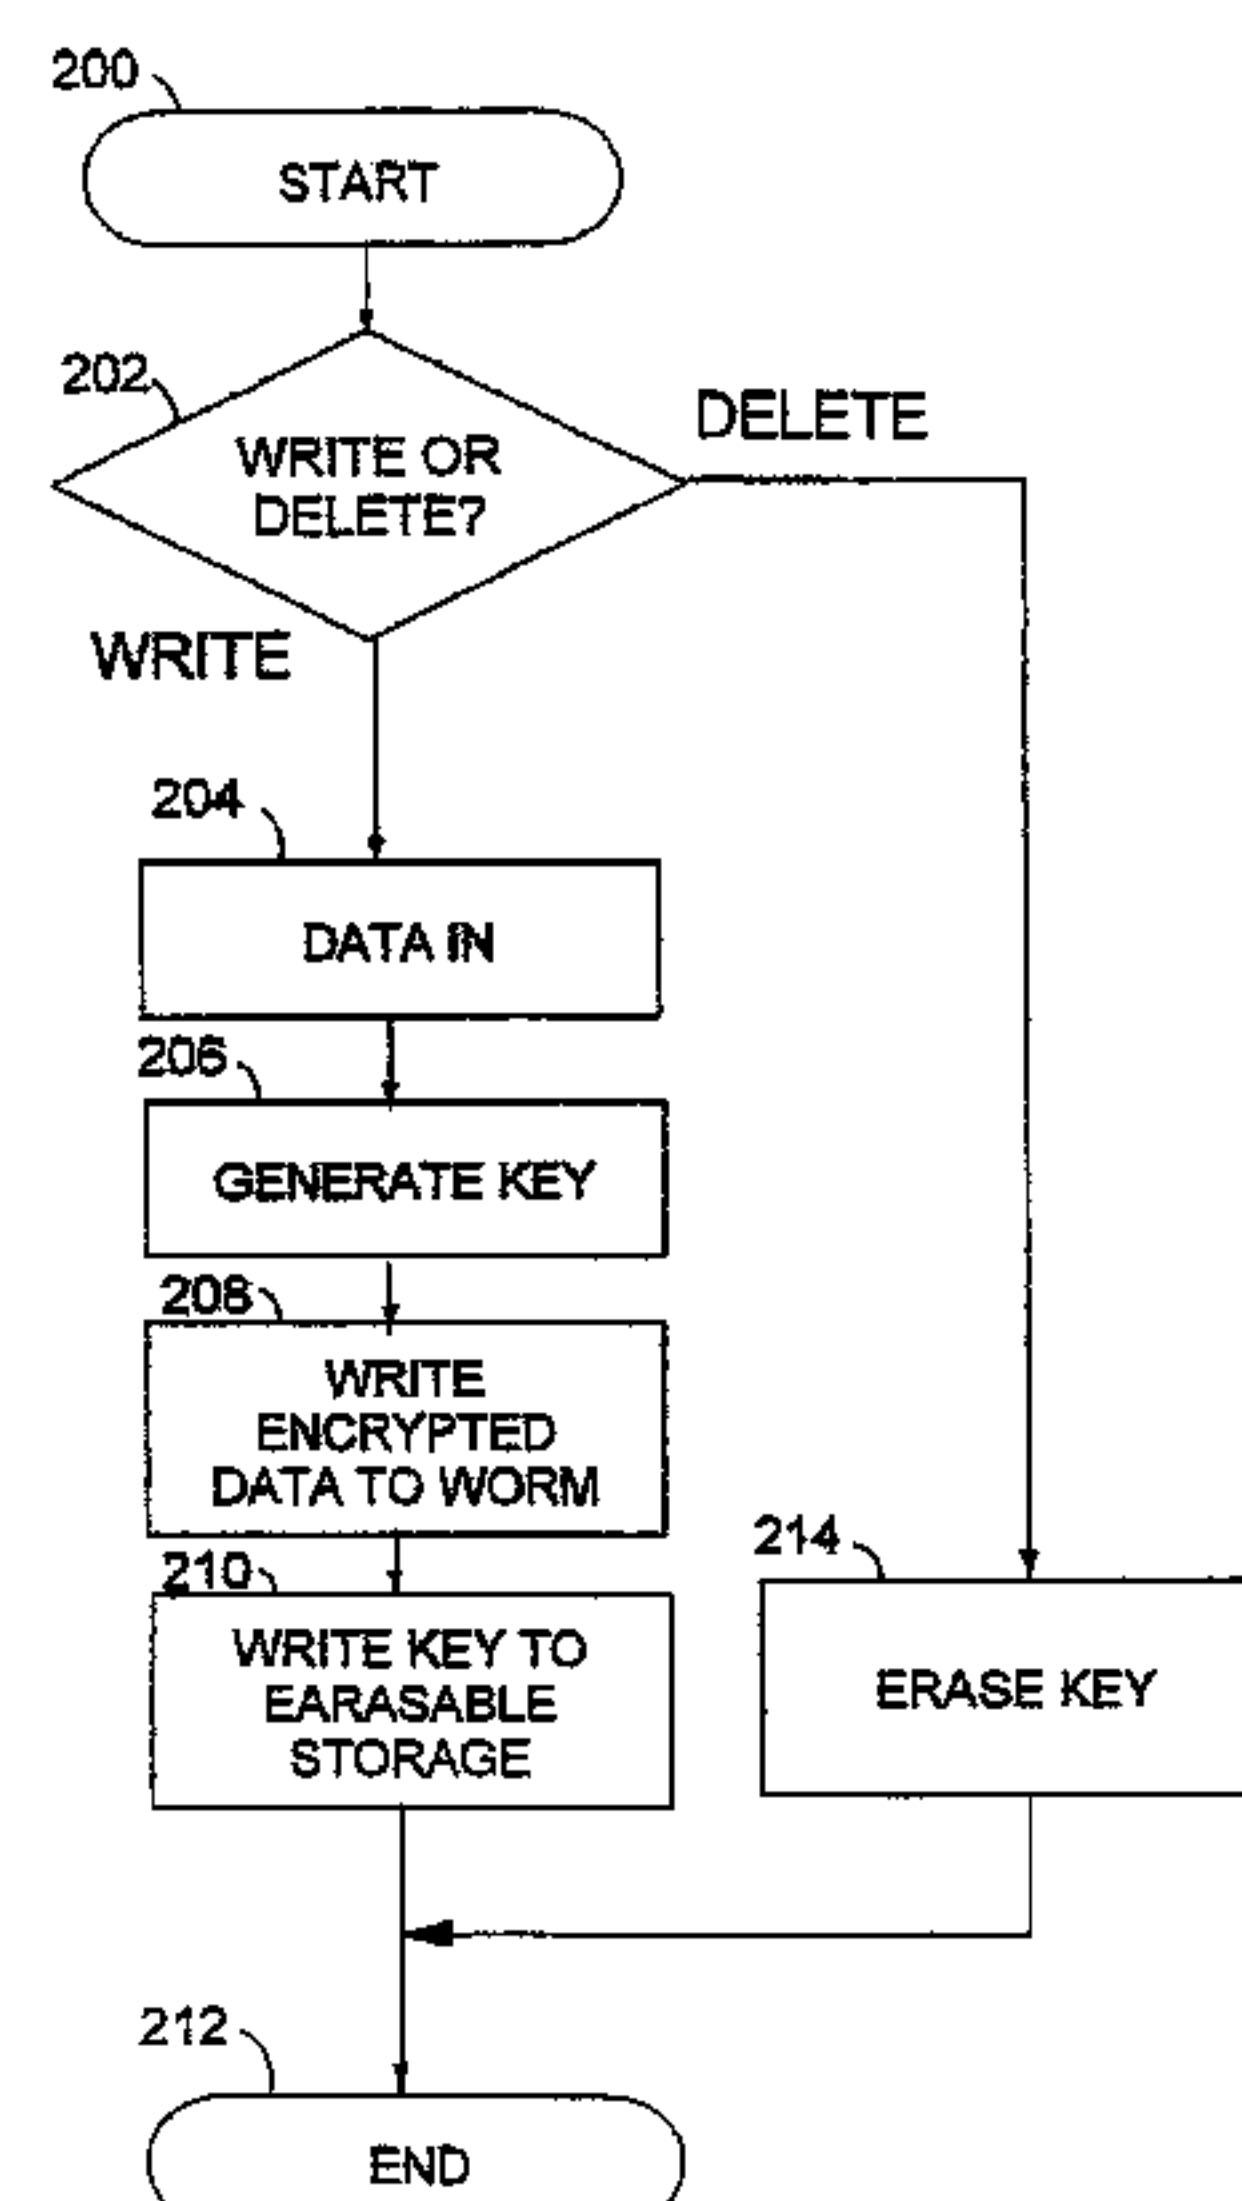 200
START
202
WRITE OR
DELETE?
DELETE
WRITE
204
DATA IN
206
GENERATE KEY
208
WRITE
ENCRYPTED
DATA TO WORM
210
WRITE KEY TO
EARASABLE
STORAGE
214
ERASE KEY
212
END